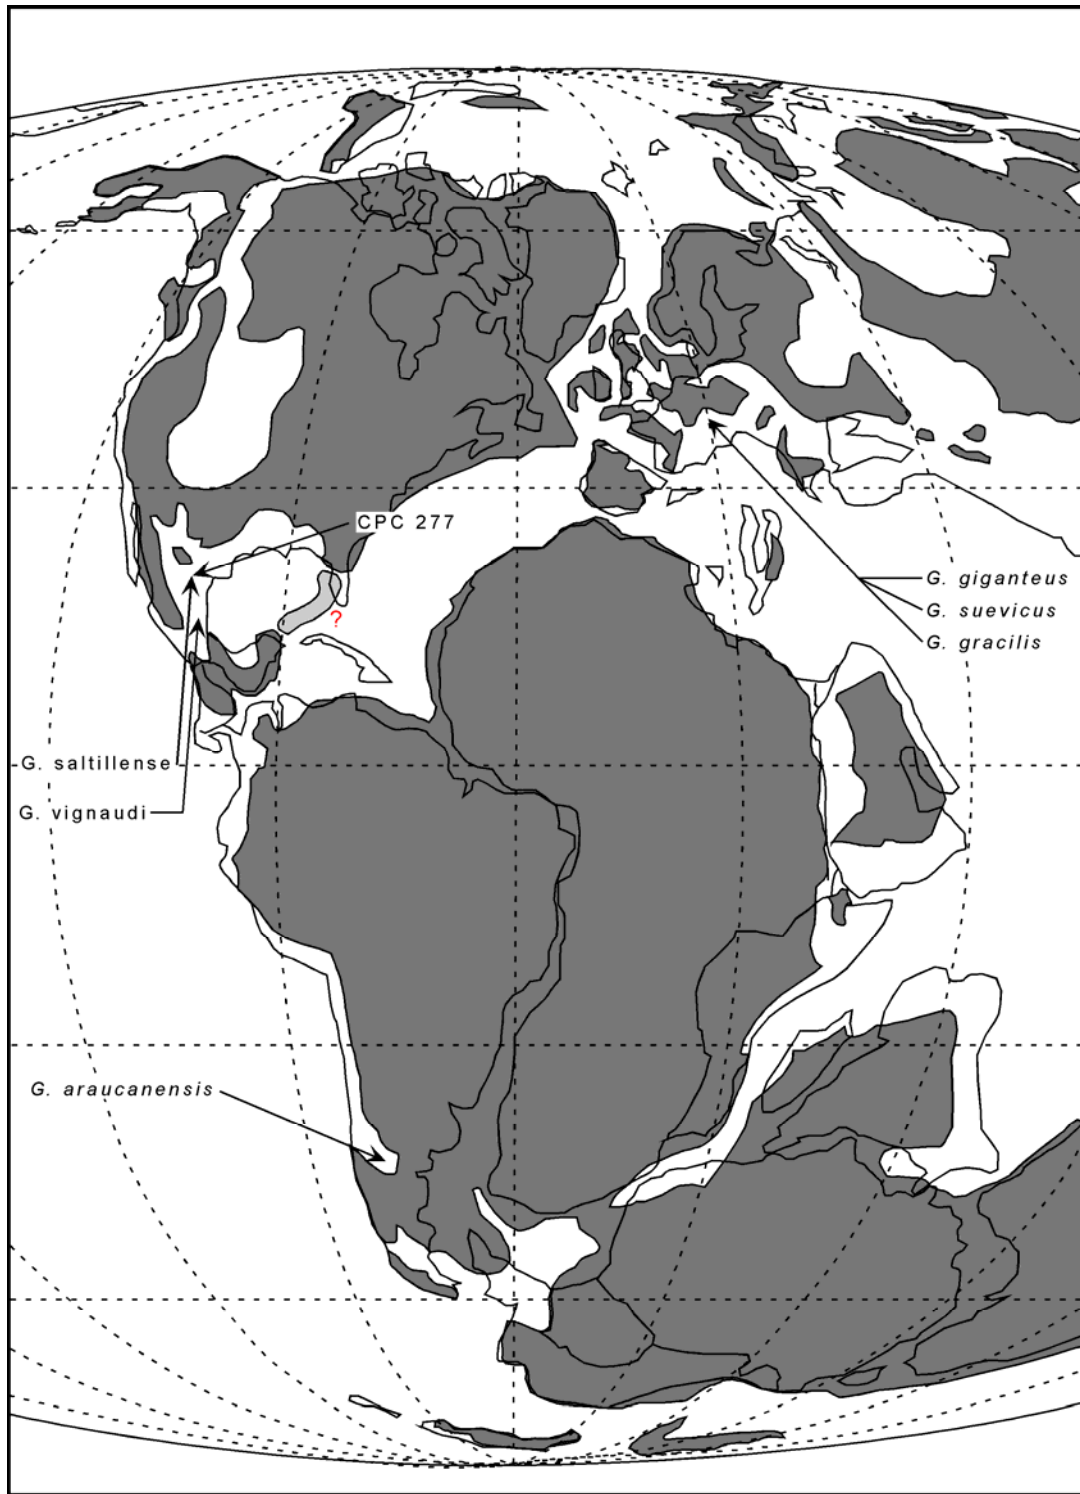 CPC 277
G. giganteus
G. suevicus
?
G. gracilis
G. saltillense
G. vignaudi
G. araucanensis